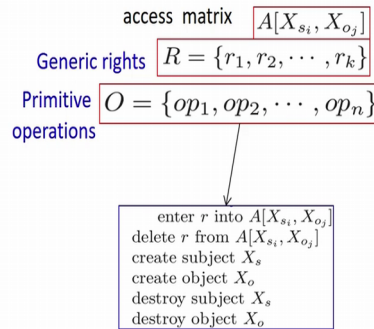 access matrix A[X_{s_i}, X_{o_j}]
Generic rights R = {r_1, r_2, ⋯ , r_k}
Primitive operations O = {op_1, op_2, ⋯ , op_n}
enter r into A[X_{s_i}, X_{o_j}]
delete r from A[X_{s_i}, X_{o_j}]
create subject X_s
create object X_o
destroy subject X_s
destroy object X_o